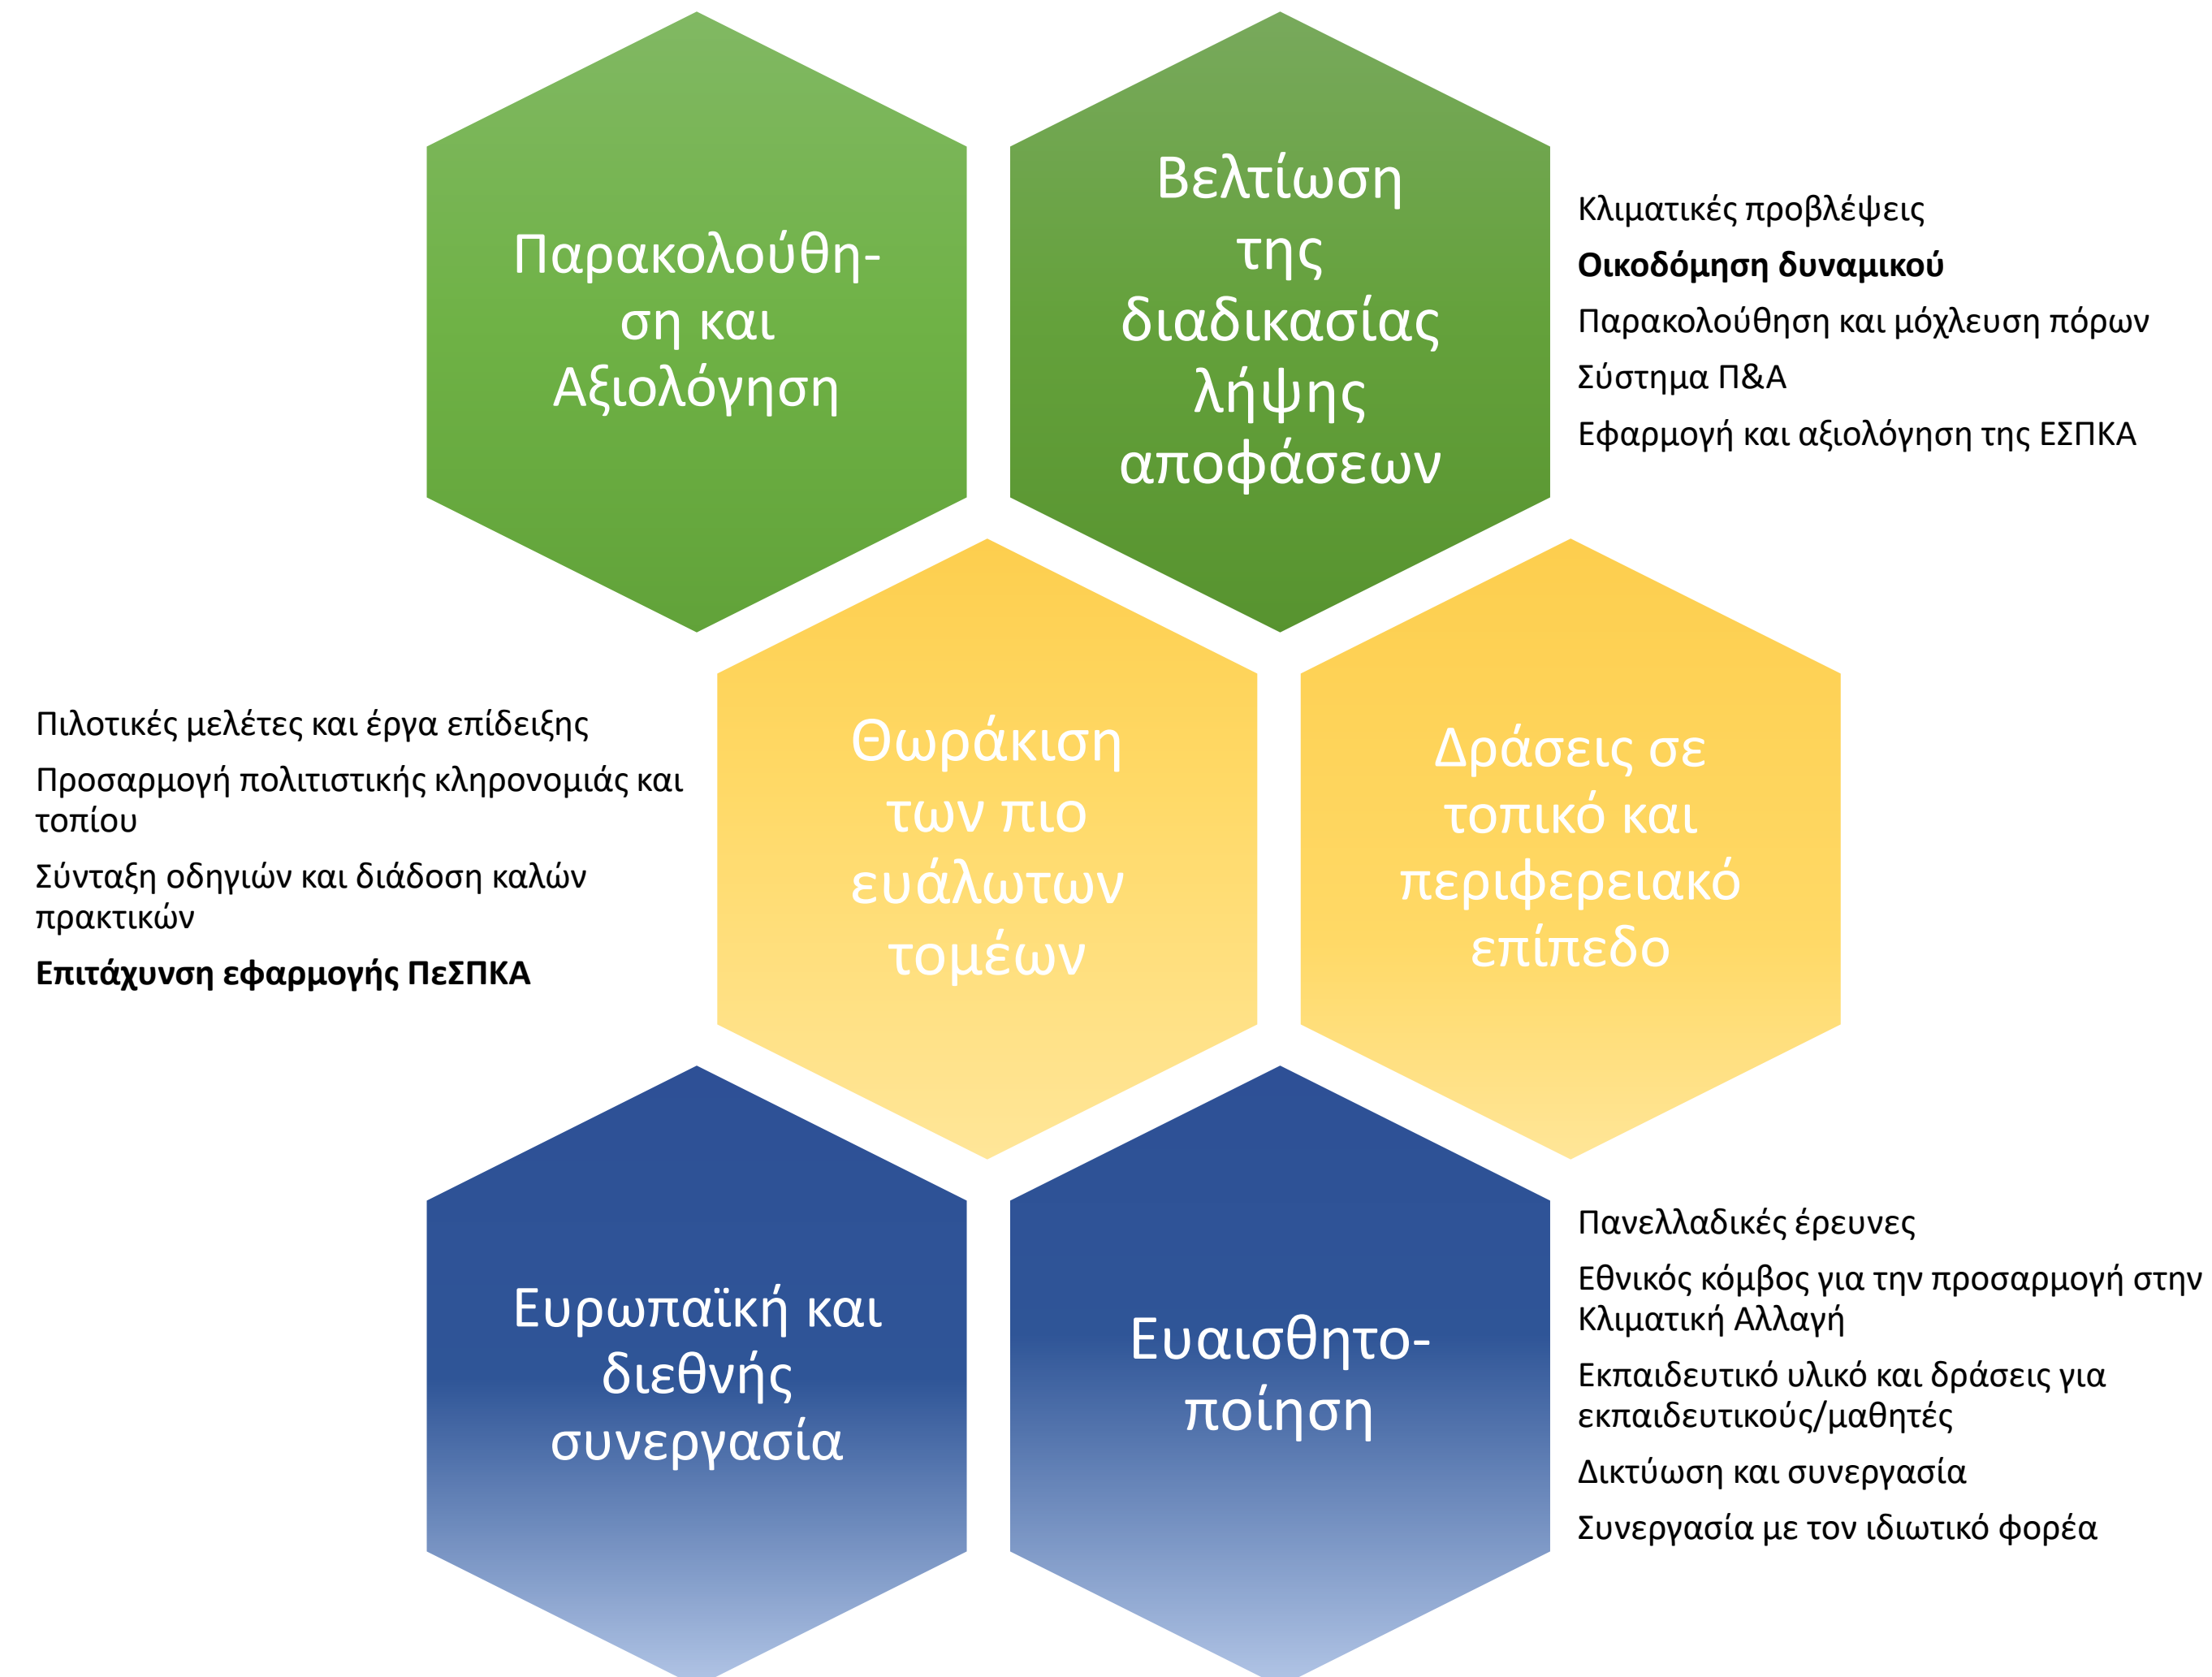 Παρακολούθη-
ση και
Αξιολόγηση
Βελτίωση
της
διαδικασίας
λήψης
αποφάσεων
Κλιματικές προβλέψεις
Οικοδόμηση δυναμικού
Παρακολούθηση και μόχλευση πόρων
Σύστημα Π&Α
Εφαρμογή και αξιολόγηση της ΕΣΠΚΑ
Πιλοτικές μελέτες και έργα επίδειξης
Προσαρμογή πολιτιστικής κληρονομιάς και
τοπίου
Σύνταξη οδηγιών και διάδοση καλών
πρακτικών
Επιτάχυνση εφαρμογής ΠεΣΠΚΑ
Θωράκιση
των πιο
ευάλωτων
τομέων
Δράσεις σε
τοπικό και
περιφερειακό
επίπεδο
Ευρωπαϊκή και
διεθνής
συνεργασία
Ευαισθητο-
ποίηση
Πανελλαδικές έρευνες
Εθνικός κόμβος για την προσαρμογή στην
Κλιματική Αλλαγή
Εκπαιδευτικό υλικό και δράσεις για
εκπαιδευτικούς/μαθητές
Δικτύωση και συνεργασία
Συνεργασία με τον ιδιωτικό φορέα